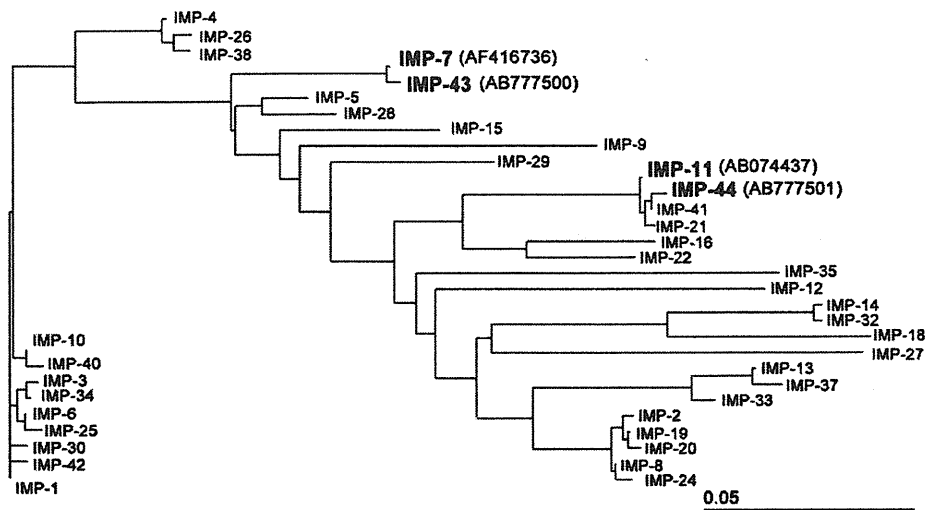 IMP-4
IMP-26
IMP-38
IMP-7 (AF416736)
IMP-43 (AB777500)
IMP-5
IMP-28
IMP-15
IMP-9
IMP-29
IMP-11 (AB074437)
IMP-44 (AB777501)
IMP-41
IMP-21
IMP-16
IMP-22
IMP-35
IMP-12
IMP-14
IMP-32
IMP-18
IMP-10
IMP-27
IMP-40
IMP-13
IMP-3
IMP-37
IMP-34
IMP-33
IMP-6
IMP-2
IMP-25
IMP-19
IMP-30
IMP-20
IMP-42
IMP-8
IMP-24
IMP-1
0.05